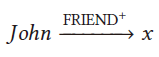 John —FRIEND⁺→ x